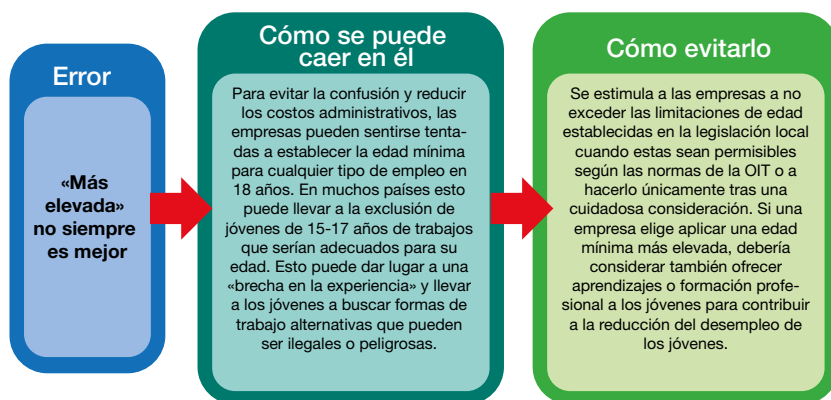 Error
«Más
elevada»
no siempre
es mejor
Cómo se puede
caer en él
Para evitar la confusión y reducir
los costos administrativos, las
empresas pueden sentirse tenta-
das a establecer la edad mínima
para cualquier tipo de empleo en
18 años. En muchos países esto
puede llevar a la exclusión de
jóvenes de 15-17 años de trabajos
que serían adecuados para su
edad. Esto puede dar lugar a una
«brecha en la experiencia» y llevar
a los jóvenes a buscar formas de
trabajo alternativas que pueden
ser ilegales o peligrosas.
Cómo evitarlo
Se estimula a las empresas a no
exceder las limitaciones de edad
establecidas en la legislación local
cuando estas sean permisibles
según las normas de la OIT o a
hacerlo únicamente tras una
cuidadosa consideración. Si una
empresa elige aplicar una edad
mínima más elevada, debería
considerar también ofrecer
aprendizajes o formación profe-
sional a los jóvenes para contribuir
a la reducción del desempleo de
los jóvenes.